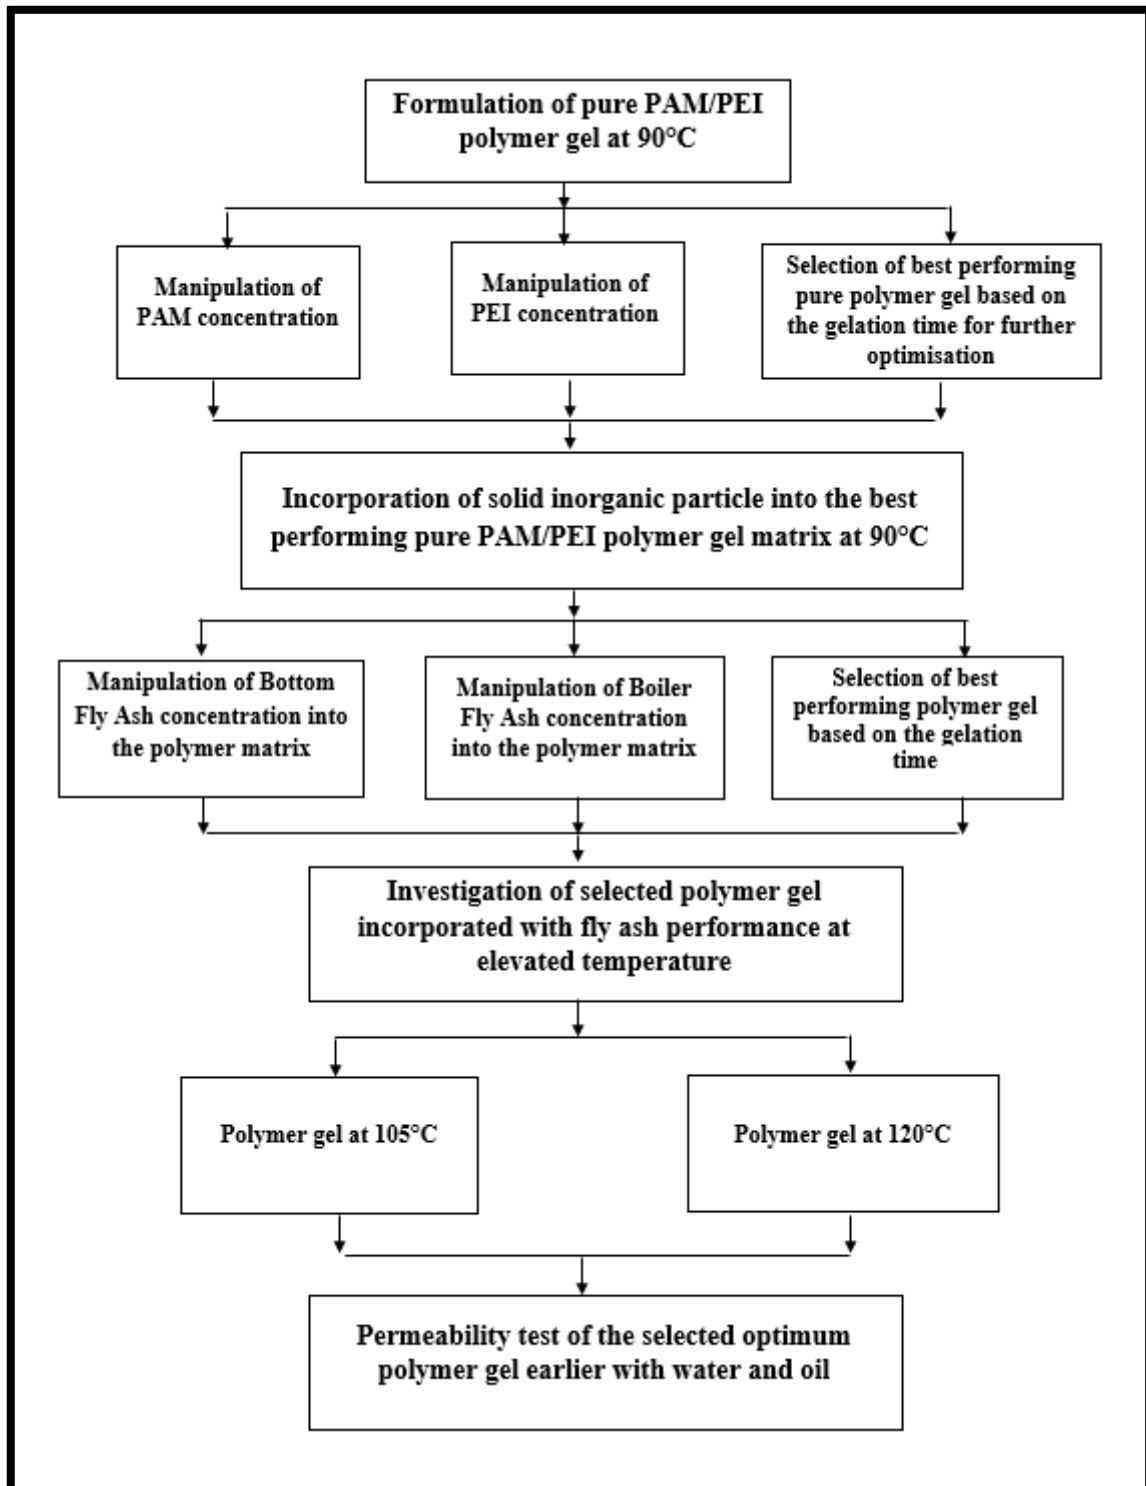 Formulation of pure PAM/PEI
polymer gel at 90°C
Manipulation of
PAM concentration
Manipulation of
PEI concentration
Selection of best performing
pure polymer gel based on
the gelation time for further
optimisation
Incorporation of solid inorganic particle into the best
performing pure PAM/PEI polymer gel matrix at 90°C
Manipulation of Bottom
Fly Ash concentration into
the polymer matrix
Manipulation of Boiler
Fly Ash concentration
into the polymer matrix
Selection of best
performing polymer gel
based on the gelation
time
Investigation of selected polymer gel
incorporated with fly ash performance at
elevated temperature
Polymer gel at 105°C
Polymer gel at 120°C
Permeability test of the selected optimum
polymer gel earlier with water and oil